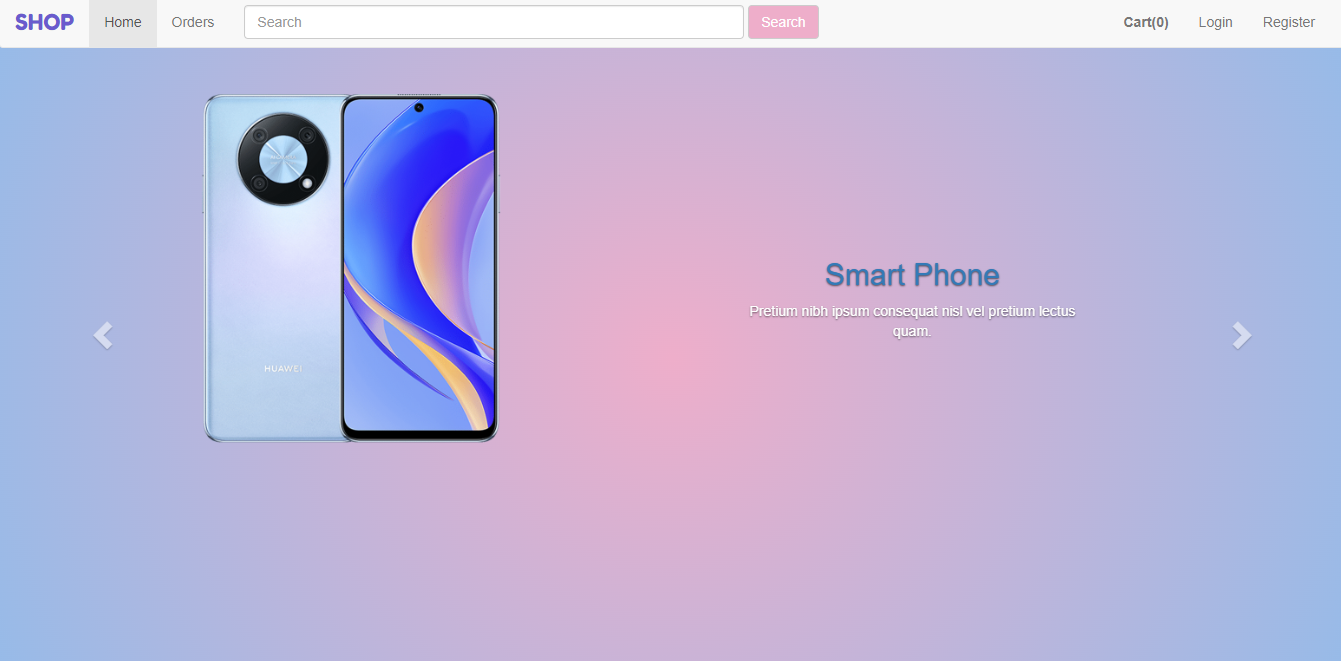 SHOP Home Orders Search Search Cart(0) Login Register
HUAWEI
Smart Phone
Pretium nibh ipsum consequat nisl vel pretium lectus
quam.